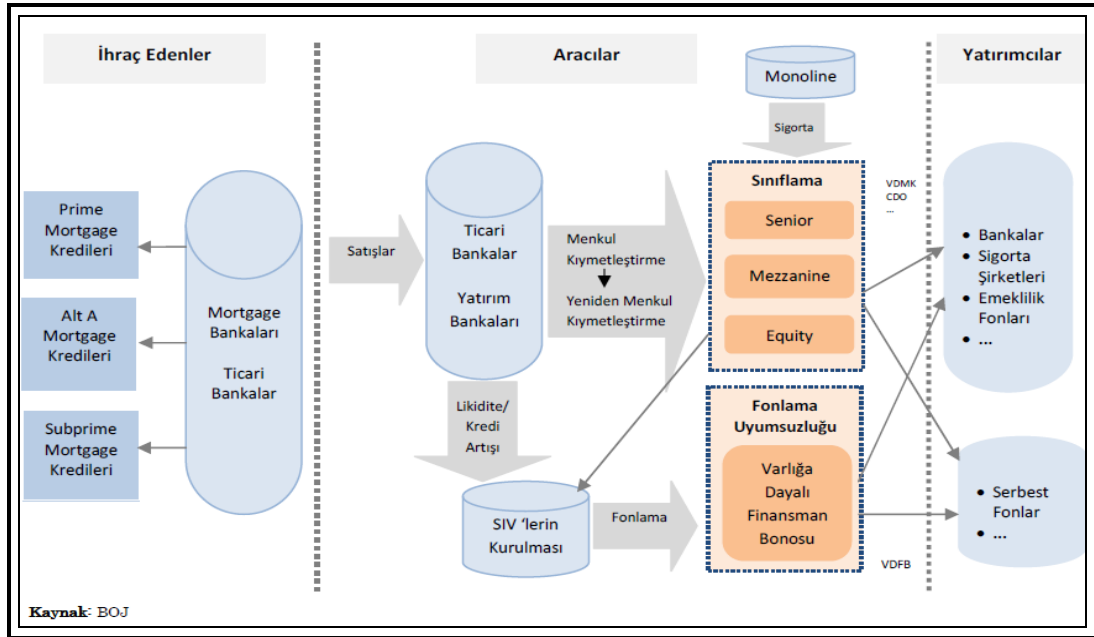 İhraç Edenler
Aracılar
Yatırımcılar
Monoline
Sigorta
Prime
Mortgage
Kredileri
Alt A
Mortgage
Kredileri
Subprime
Mortgage
Kredileri
Mortgage
Bankaları
Ticari
Bankalar
Satışlar
Ticari
Bankalar
Yatırım
Bankaları
Menkul
Kıymetleştirme
Yeniden Menkul
Kıymetleştirme
Likidite/
Kredi
Artışı
SIV ‘lerin
Kurulması
Fonlama
Sınıflama
Senior
Mezzanine
Equity
VDMK
CDO
...
Fonlama
Uyumsuzluğu
Varlığa
Dayalı
Finansman
Bonosu
VDFB
• Bankalar
• Sigorta
Şirketleri
• Emeklilik
Fonları
• ...
• Serbest
Fonlar
• ...
Kaynak: BOJ